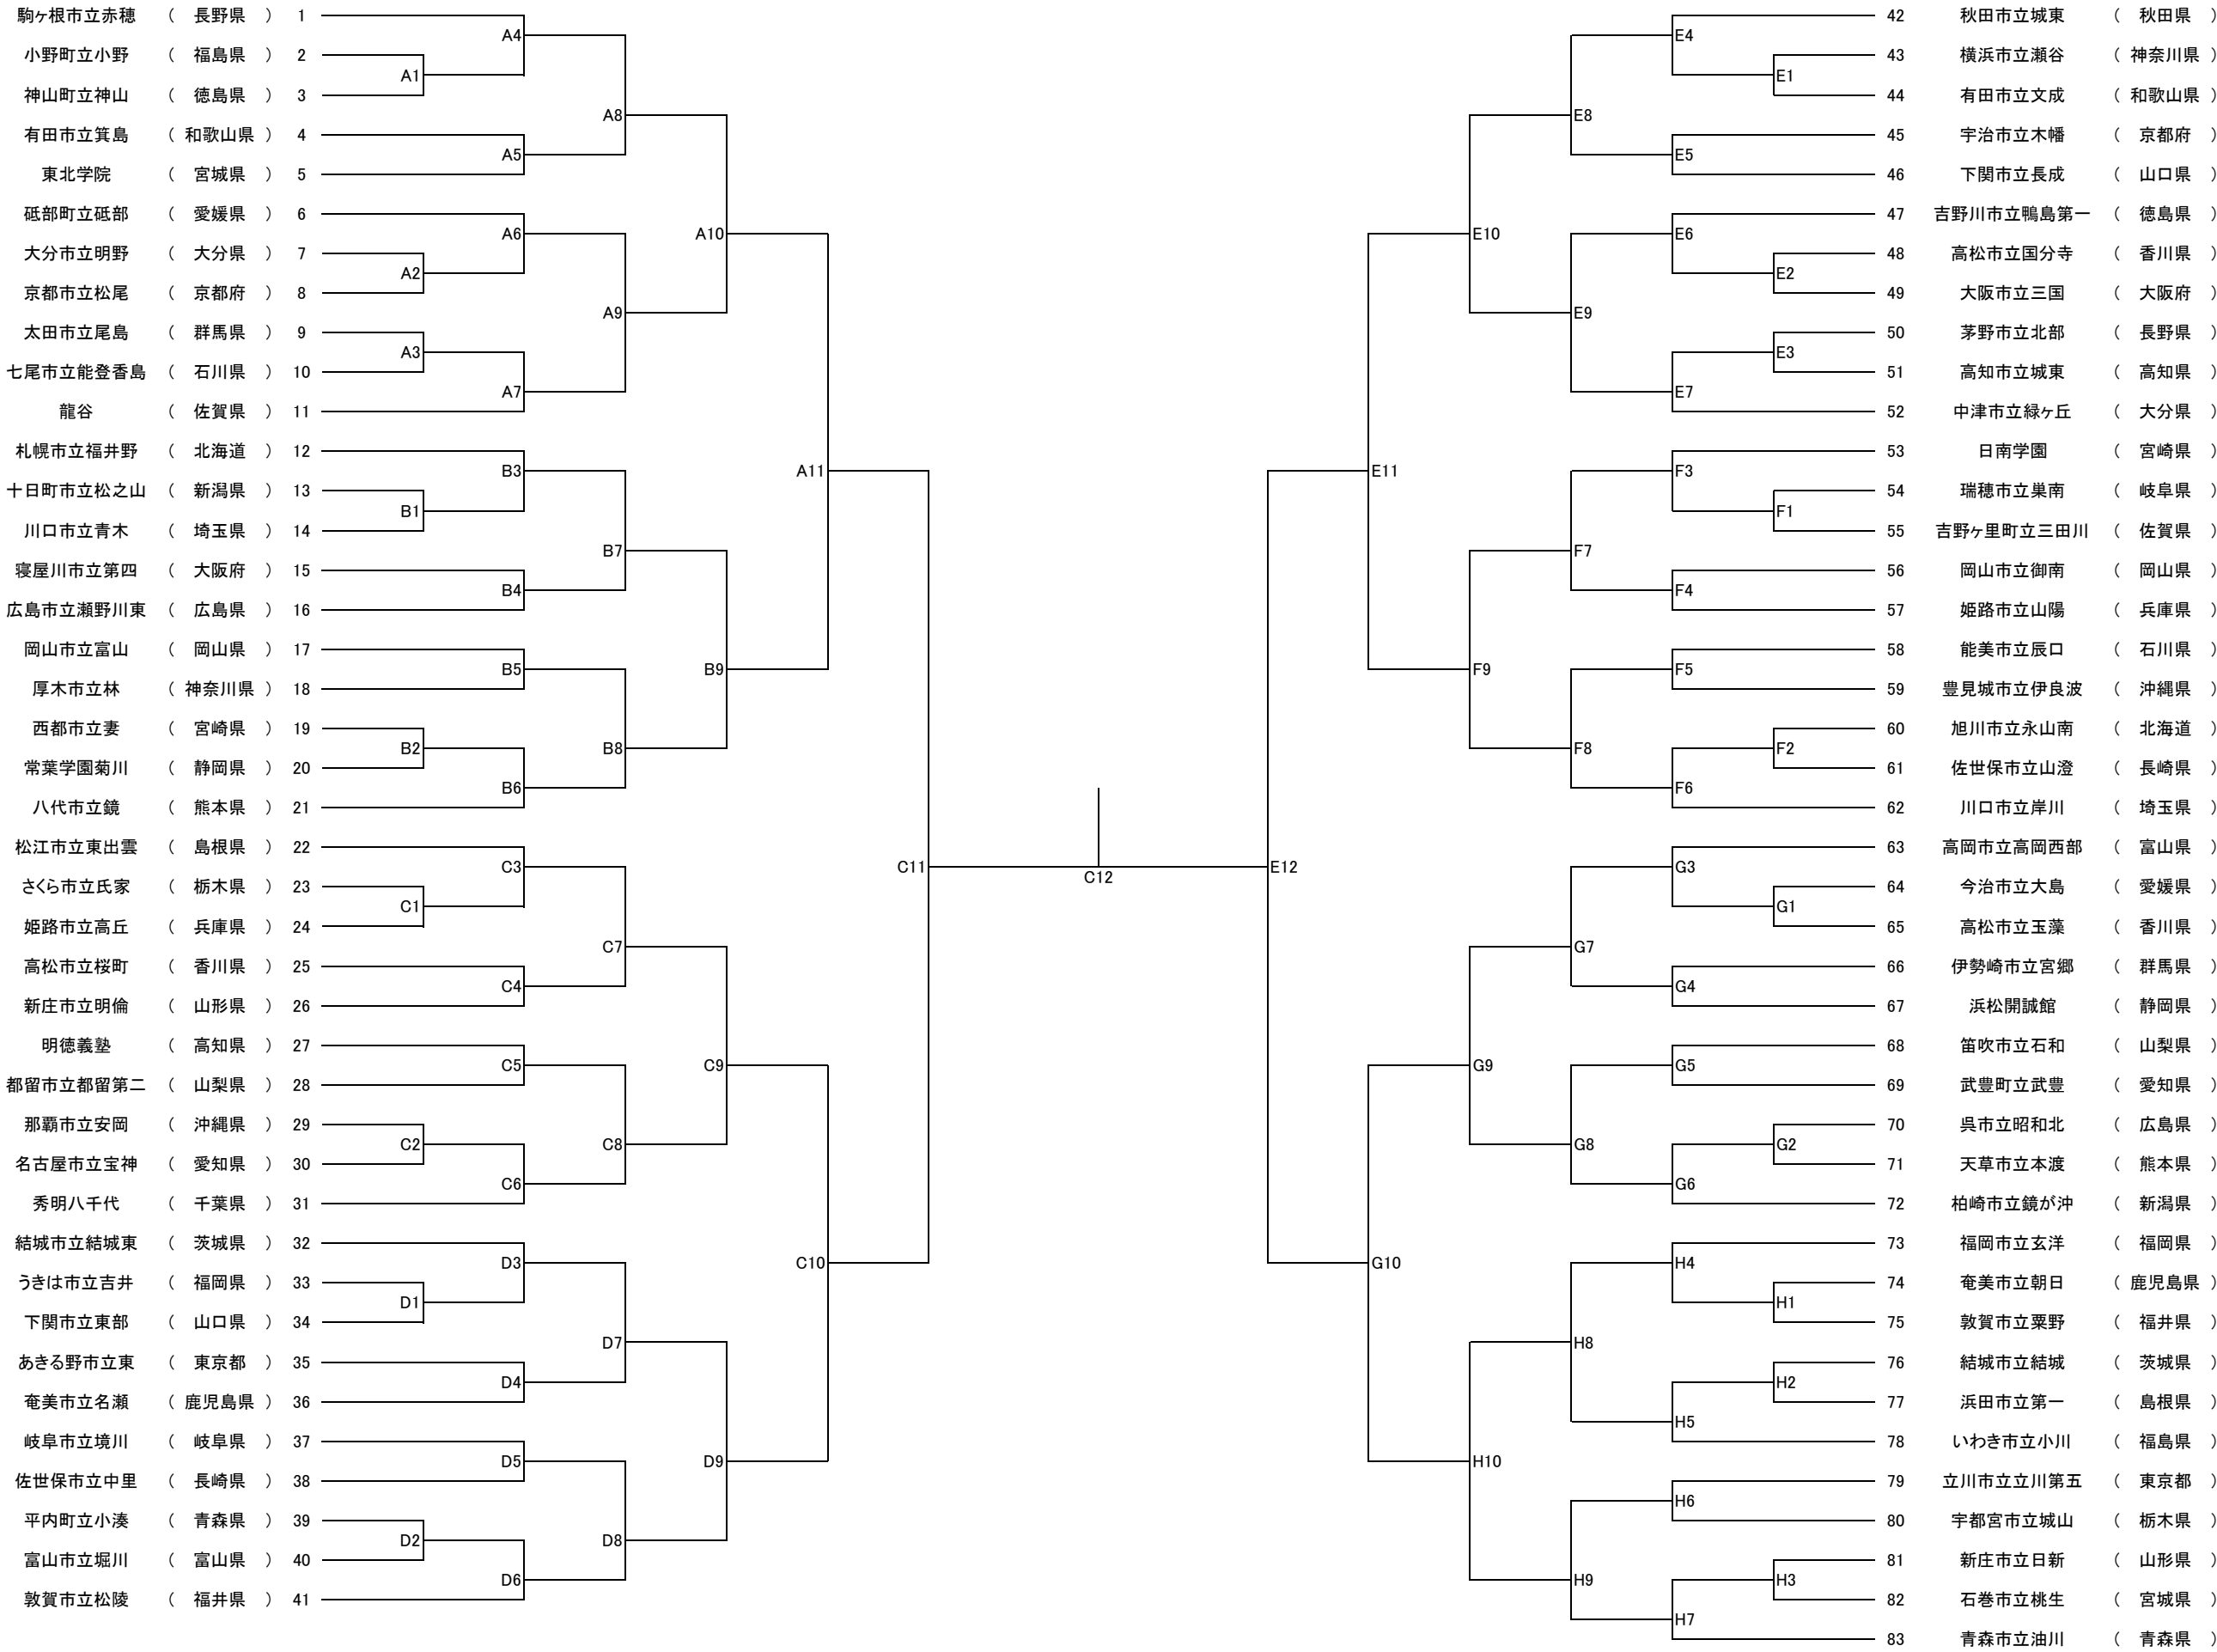 駒ヶ根市立赤穂 （ 長野県 ） 1
小野町立小野 （ 福島県 ） 2
神山町立神山 （ 徳島県 ） 3
有田市立箕島 （ 和歌山県 ） 4
東北学院 （ 宮城県 ） 5
砥部町立砥部 （ 愛媛県 ） 6
大分市立明野 （ 大分県 ） 7
京都市立松尾 （ 京都府 ） 8
太田市立尾島 （ 群馬県 ） 9
七尾市立能登香島 （ 石川県 ） 10
龍谷 （ 佐賀県 ） 11
札幌市立福井野 （ 北海道 ） 12
十日町市立松之山 （ 新潟県 ） 13
川口市立青木 （ 埼玉県 ） 14
寝屋川市立第四 （ 大阪府 ） 15
広島市立瀬野川東 （ 広島県 ） 16
岡山市立富山 （ 岡山県 ） 17
厚木市立林 （ 神奈川県 ） 18
西都市立妻 （ 宮崎県 ） 19
常葉学園菊川 （ 静岡県 ） 20
八代市立鏡 （ 熊本県 ） 21
松江市立東出雲 （ 島根県 ） 22
さくら市立氏家 （ 栃木県 ） 23
姫路市立高丘 （ 兵庫県 ） 24
高松市立桜町 （ 香川県 ） 25
新庄市立明倫 （ 山形県 ） 26
明徳義塾 （ 高知県 ） 27
都留市立都留第二 （ 山梨県 ） 28
那覇市立安岡 （ 沖縄県 ） 29
名古屋市立宝神 （ 愛知県 ） 30
秀明八千代 （ 千葉県 ） 31
結城市立結城東 （ 茨城県 ） 32
うきは市立吉井 （ 福岡県 ） 33
下関市立東部 （ 山口県 ） 34
あきる野市立東 （ 東京都 ） 35
奄美市立名瀬 （ 鹿児島県 ） 36
岐阜市立境川 （ 岐阜県 ） 37
佐世保市立中里 （ 長崎県 ） 38
平内町立小湊 （ 青森県 ） 39
富山市立堀川 （ 富山県 ） 40
敦賀市立松陵 （ 福井県 ） 41
A1
A2
A3
B1
B2
C1
C2
D1
D2
A4
A5
A6
A7
B3
B4
B5
B6
C3
C4
C5
C6
D3
D4
D5
D6
A8
A9
B7
B8
C7
C8
D7
D8
A10
B9
C9
D9
A11
C10
C11
C12
E12
E11
G10
E10
F9
G9
H10
E8
E9
F7
F8
G7
G8
H8
H9
E4
E5
E6
E7
F3
F4
F5
F6
G3
G4
G5
G6
H4
H5
H6
H7
E1
E2
E3
F1
F2
G1
G2
H1
H2
H3
42 秋田市立城東 （ 秋田県 ）
43 横浜市立瀬谷 （ 神奈川県 ）
44 有田市立文成 （ 和歌山県 ）
45 宇治市立木幡 （ 京都府 ）
46 下関市立長成 （ 山口県 ）
47 吉野川市立鴨島第一 （ 徳島県 ）
48 高松市立国分寺 （ 香川県 ）
49 大阪市立三国 （ 大阪府 ）
50 茅野市立北部 （ 長野県 ）
51 高知市立城東 （ 高知県 ）
52 中津市立緑ヶ丘 （ 大分県 ）
53 日南学園 （ 宮崎県 ）
54 瑞穂市立巣南 （ 岐阜県 ）
55 吉野ヶ里町立三田川 （ 佐賀県 ）
56 岡山市立御南 （ 岡山県 ）
57 姫路市立山陽 （ 兵庫県 ）
58 能美市立辰口 （ 石川県 ）
59 豊見城市立伊良波 （ 沖縄県 ）
60 旭川市立永山南 （ 北海道 ）
61 佐世保市立山澄 （ 長崎県 ）
62 川口市立岸川 （ 埼玉県 ）
63 高岡市立高岡西部 （ 富山県 ）
64 今治市立大島 （ 愛媛県 ）
65 高松市立玉藻 （ 香川県 ）
66 伊勢崎市立宮郷 （ 群馬県 ）
67 浜松開誠館 （ 静岡県 ）
68 笛吹市立石和 （ 山梨県 ）
69 武豊町立武豊 （ 愛知県 ）
70 呉市立昭和北 （ 広島県 ）
71 天草市立本渡 （ 熊本県 ）
72 柏崎市立鏡が沖 （ 新潟県 ）
73 福岡市立玄洋 （ 福岡県 ）
74 奄美市立朝日 （ 鹿児島県 ）
75 敦賀市立粟野 （ 福井県 ）
76 結城市立結城 （ 茨城県 ）
77 浜田市立第一 （ 島根県 ）
78 いわき市立小川 （ 福島県 ）
79 立川市立立川第五 （ 東京都 ）
80 宇都宮市立城山 （ 栃木県 ）
81 新庄市立日新 （ 山形県 ）
82 石巻市立桃生 （ 宮城県 ）
83 青森市立油川 （ 青森県 ）